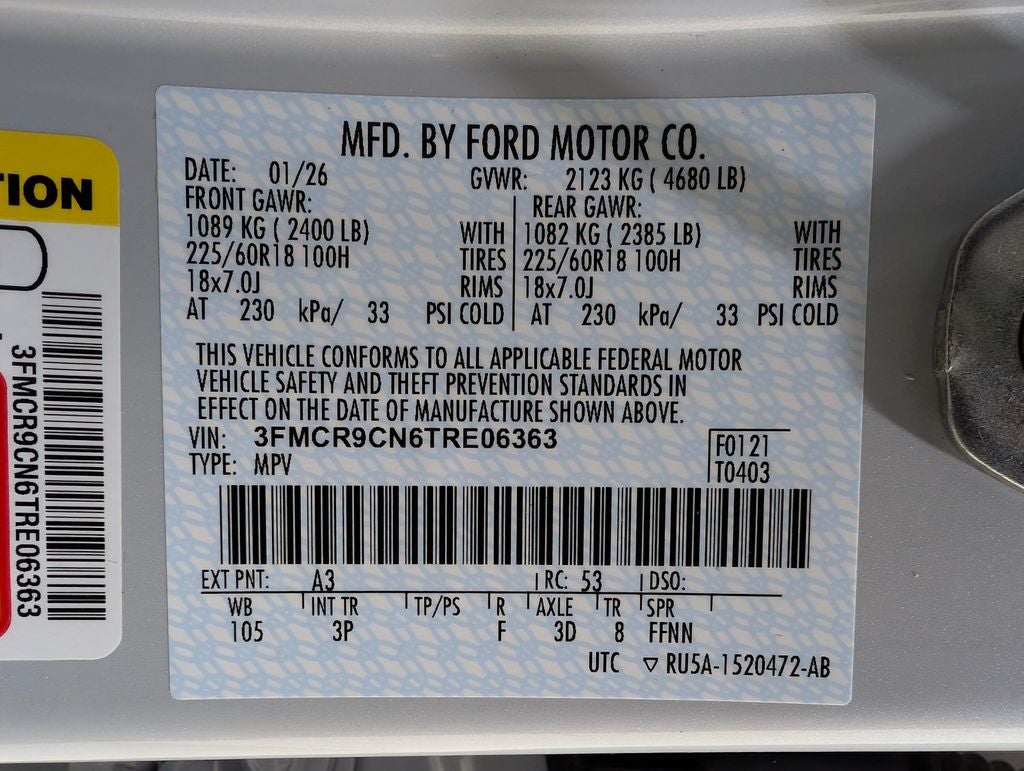 TION
3FMCR9CN6TRE06363
MFD. BY FORD MOTOR CO.
DATE: 01/26 GVWR: 2123 KG ( 4680 LB)
FRONT GAWR: REAR GAWR:
1089 KG ( 2400 LB) WITH 1082 KG ( 2385 LB) WITH
225/60R18 100H TIRES 225/60R18 100H TIRES
18x7.0J RIMS 18x7.0J RIMS
AT 230 kPa/ 33 PSI COLD AT 230 kPa/ 33 PSI COLD
THIS VEHICLE CONFORMS TO ALL APPLICABLE FEDERAL MOTOR
VEHICLE SAFETY AND THEFT PREVENTION STANDARDS IN
EFFECT ON THE DATE OF MANUFACTURE SHOWN ABOVE.
VIN: 3FMCR9CN6TRE06363 F0121
TYPE: MPV T0403
EXT PNT: A3 RC: 53 DSO:
WB INT TR TP/PS R AXLE TR SPR
105 3P F 3D 8 FFNN
UTC ▽ RU5A-1520472-AB